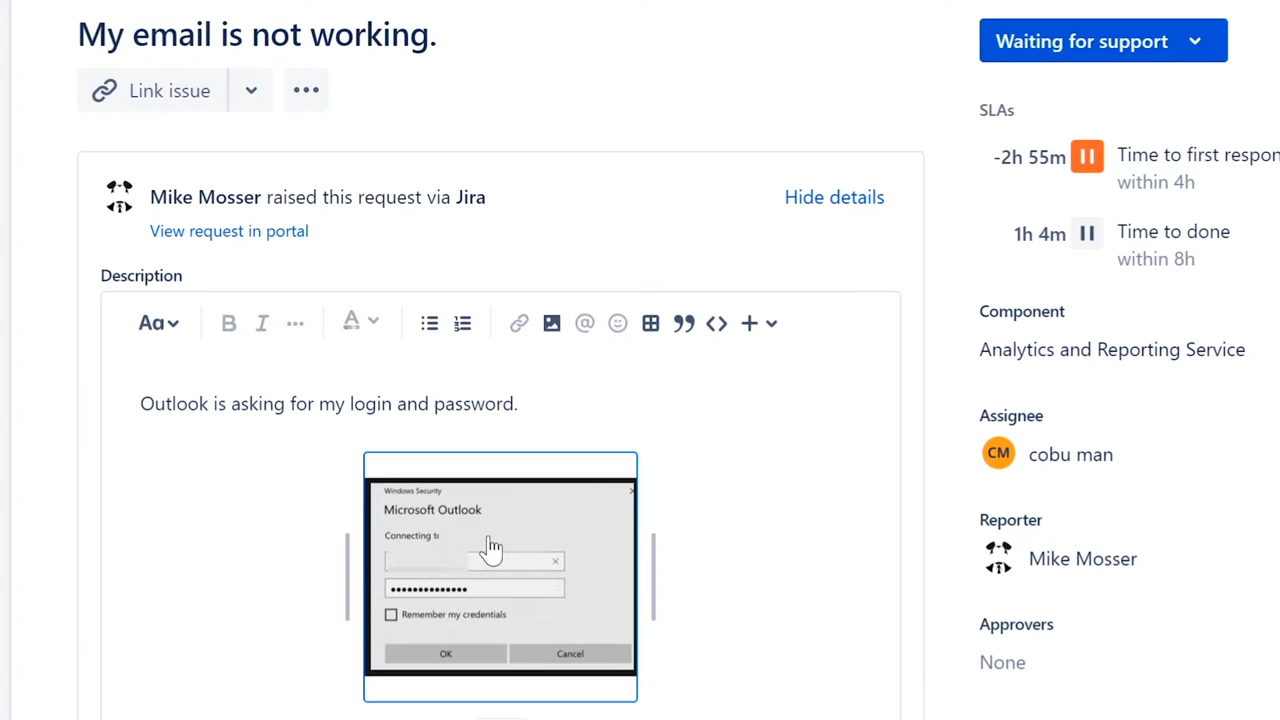 My email is not working.
Link issue
Mike Mosser raised this request via Jira
Hide details
View request in portal
Description
Aa
B I A @ + 
Outlook is asking for my login and password.
Windows Security
Microsoft Outlook
Connecting
Remember my credentials
OK
Cancel
Waiting for support
SLAs
-2h 55m
Time to first respon
within 4h
1h 4m
Time to done
within 8h
Component
Analytics and Reporting Service
Assignee
CM
cobu man
Reporter
Mike Mosser
Approvers
None